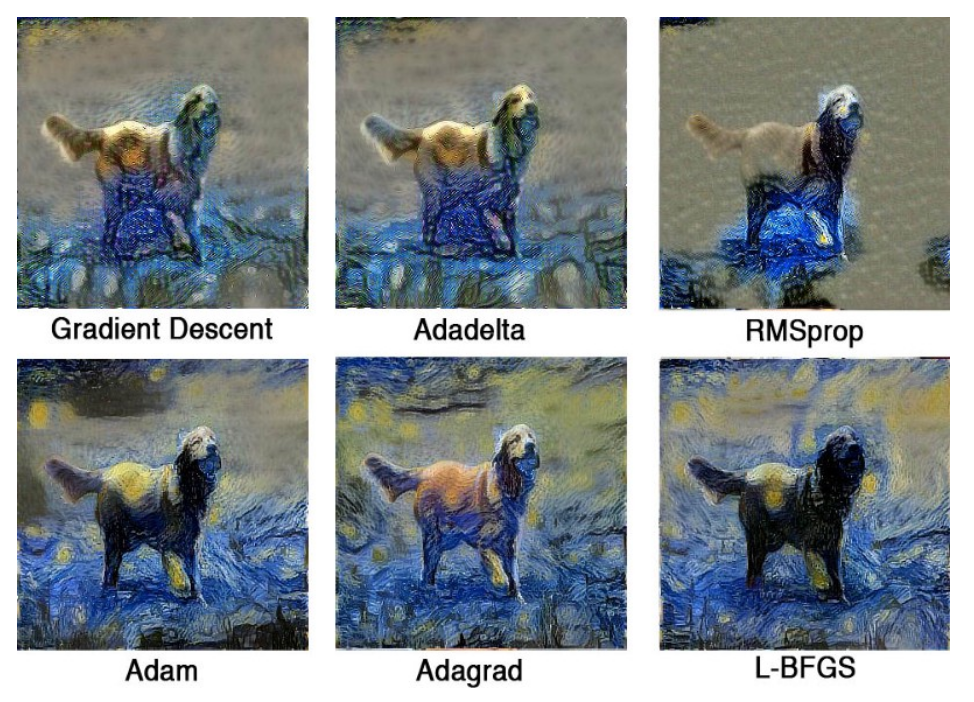 Gradient Descent
Adadelta
RMSprop
Adam
Adagrad
L-BFGS